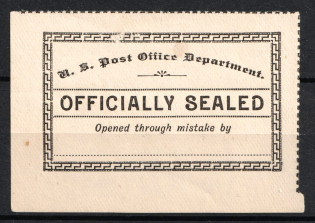 U. S. Post Office Department.
OFFICIALLY SEALED
Opened through mistake by